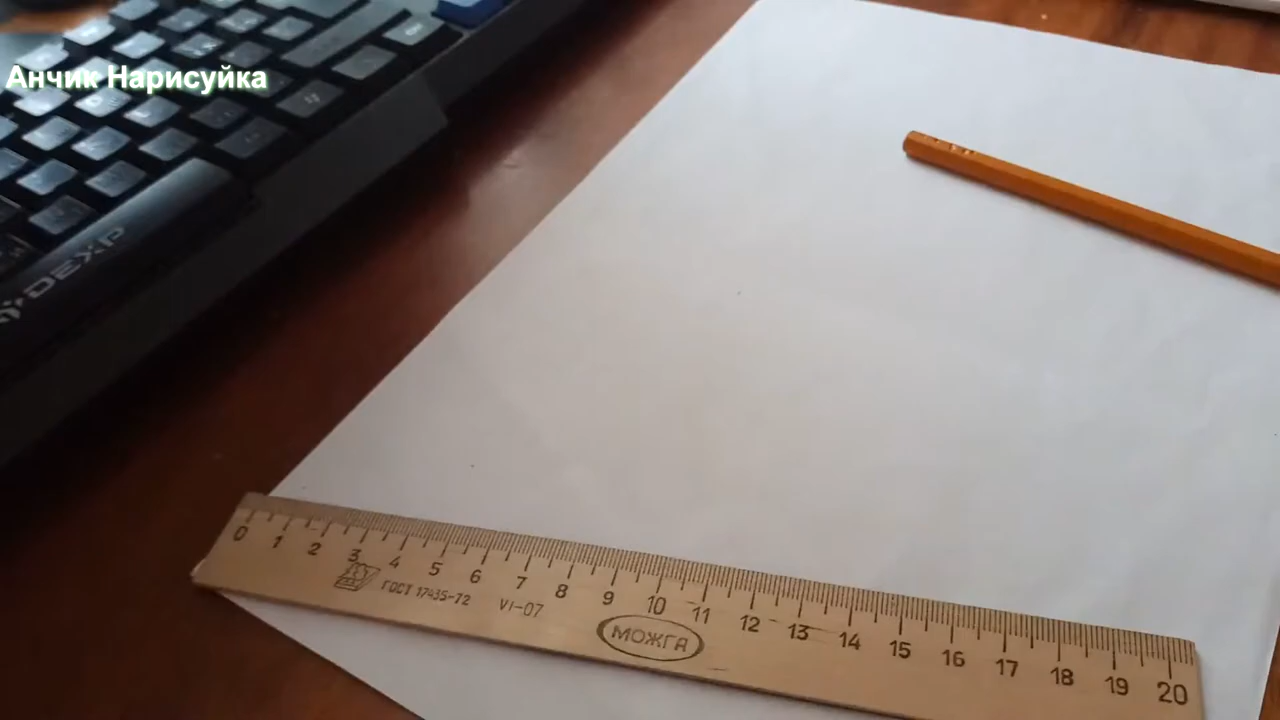 Анчик Нарисуйка
DEXP
0 1 2 3 4 5 6 7 8 9 10 11 12 13 14 15 16 17 18 19 20
ГОСТ 17435-72 VI-07
МОЖГА